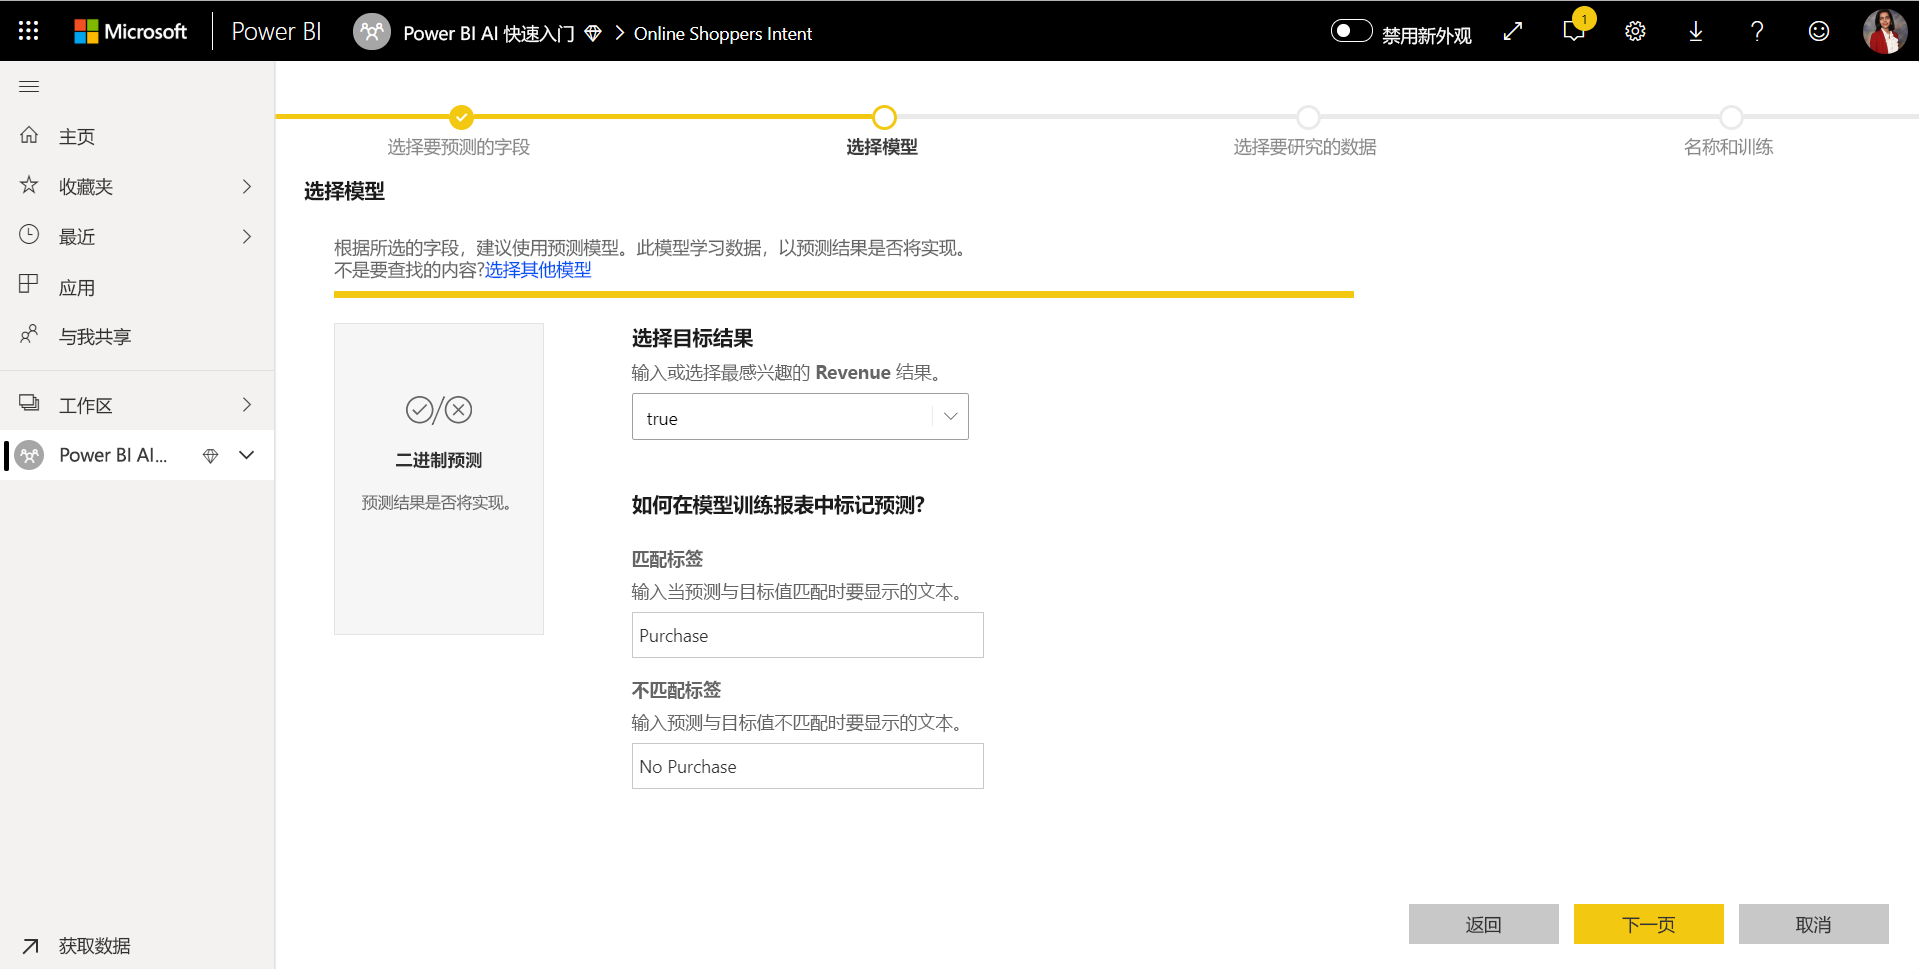 Microsoft
Power BI
Power BI AI 快速入门
Online Shoppers Intent
禁用新外观
1
主页
收藏夹
最近
应用
与我共享
工作区
Power BI AI...
获取数据
选择要预测的字段
选择模型
选择要研究的数据
名称和训练
选择模型
根据所选的字段，建议使用预测模型。此模型学习数据，以预测结果是否将实现。
不是要查找的内容?选择其他模型
二进制预测
预测结果是否将实现。
选择目标结果
输入或选择最感兴趣的 Revenue 结果。
true
如何在模型训练报表中标记预测?
匹配标签
输入当预测与目标值匹配时要显示的文本。
Purchase
不匹配标签
输入预测与目标值不匹配时要显示的文本。
No Purchase
返回
下一页
取消